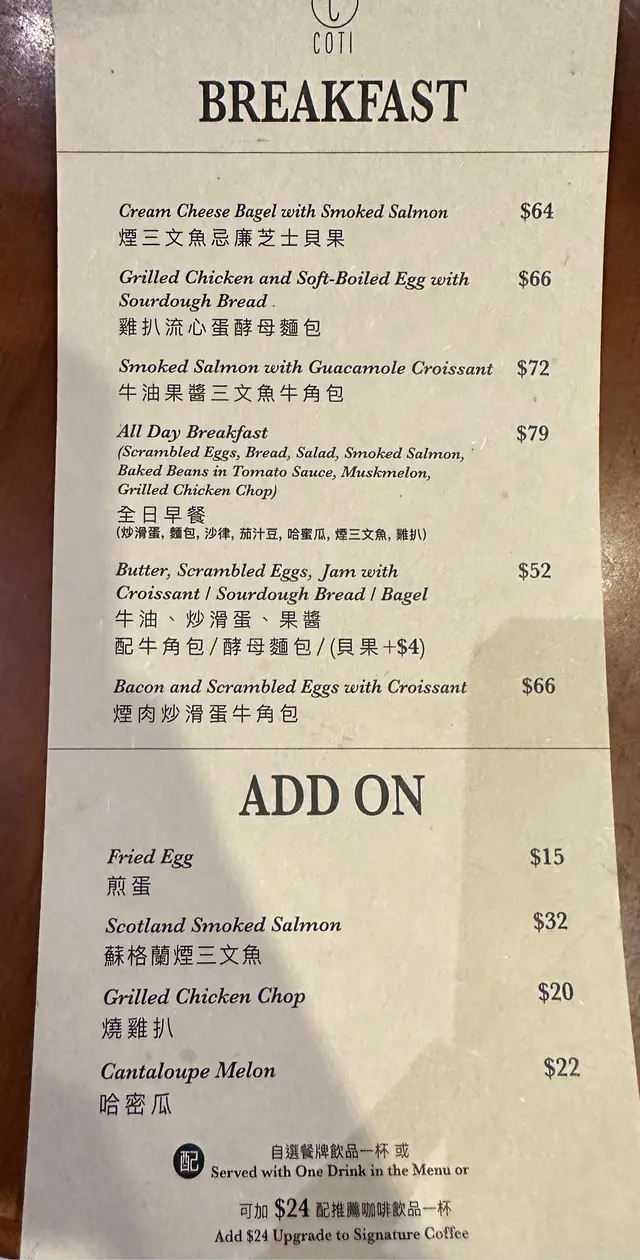 C
COTI
BREAKFAST
Cream Cheese Bagel with Smoked Salmon $64
煙三文魚忌廉芝士貝果
Grilled Chicken and Soft-Boiled Egg with $66
Sourdough Bread
雞扒流心蛋酵母麵包
Smoked Salmon with Guacamole Croissant $72
牛油果醬三文魚牛角包
All Day Breakfast $79
(Scrambled Eggs, Bread, Salad, Smoked Salmon,
Baked Beans in Tomato Sauce, Muskmelon,
Grilled Chicken Chop)
全日早餐
(炒滑蛋, 麵包, 沙律, 茄汁豆, 哈蜜瓜, 煙三文魚, 雞扒)
Butter, Scrambled Eggs, Jam with $52
Croissant / Sourdough Bread / Bagel
牛油、炒滑蛋、果醬
配牛角包/酵母麵包/(貝果+$4)
Bacon and Scrambled Eggs with Croissant $66
煙肉炒滑蛋牛角包
ADD ON
Fried Egg $15
煎蛋
Scotland Smoked Salmon $32
蘇格蘭煙三文魚
Grilled Chicken Chop $20
燒雞扒
Cantaloupe Melon $22
哈密瓜
配 自選餐牌飲品一杯 或
Served with One Drink in the Menu or
可加 $24 配推薦咖啡飲品一杯
Add $24 Upgrade to Signature Coffee